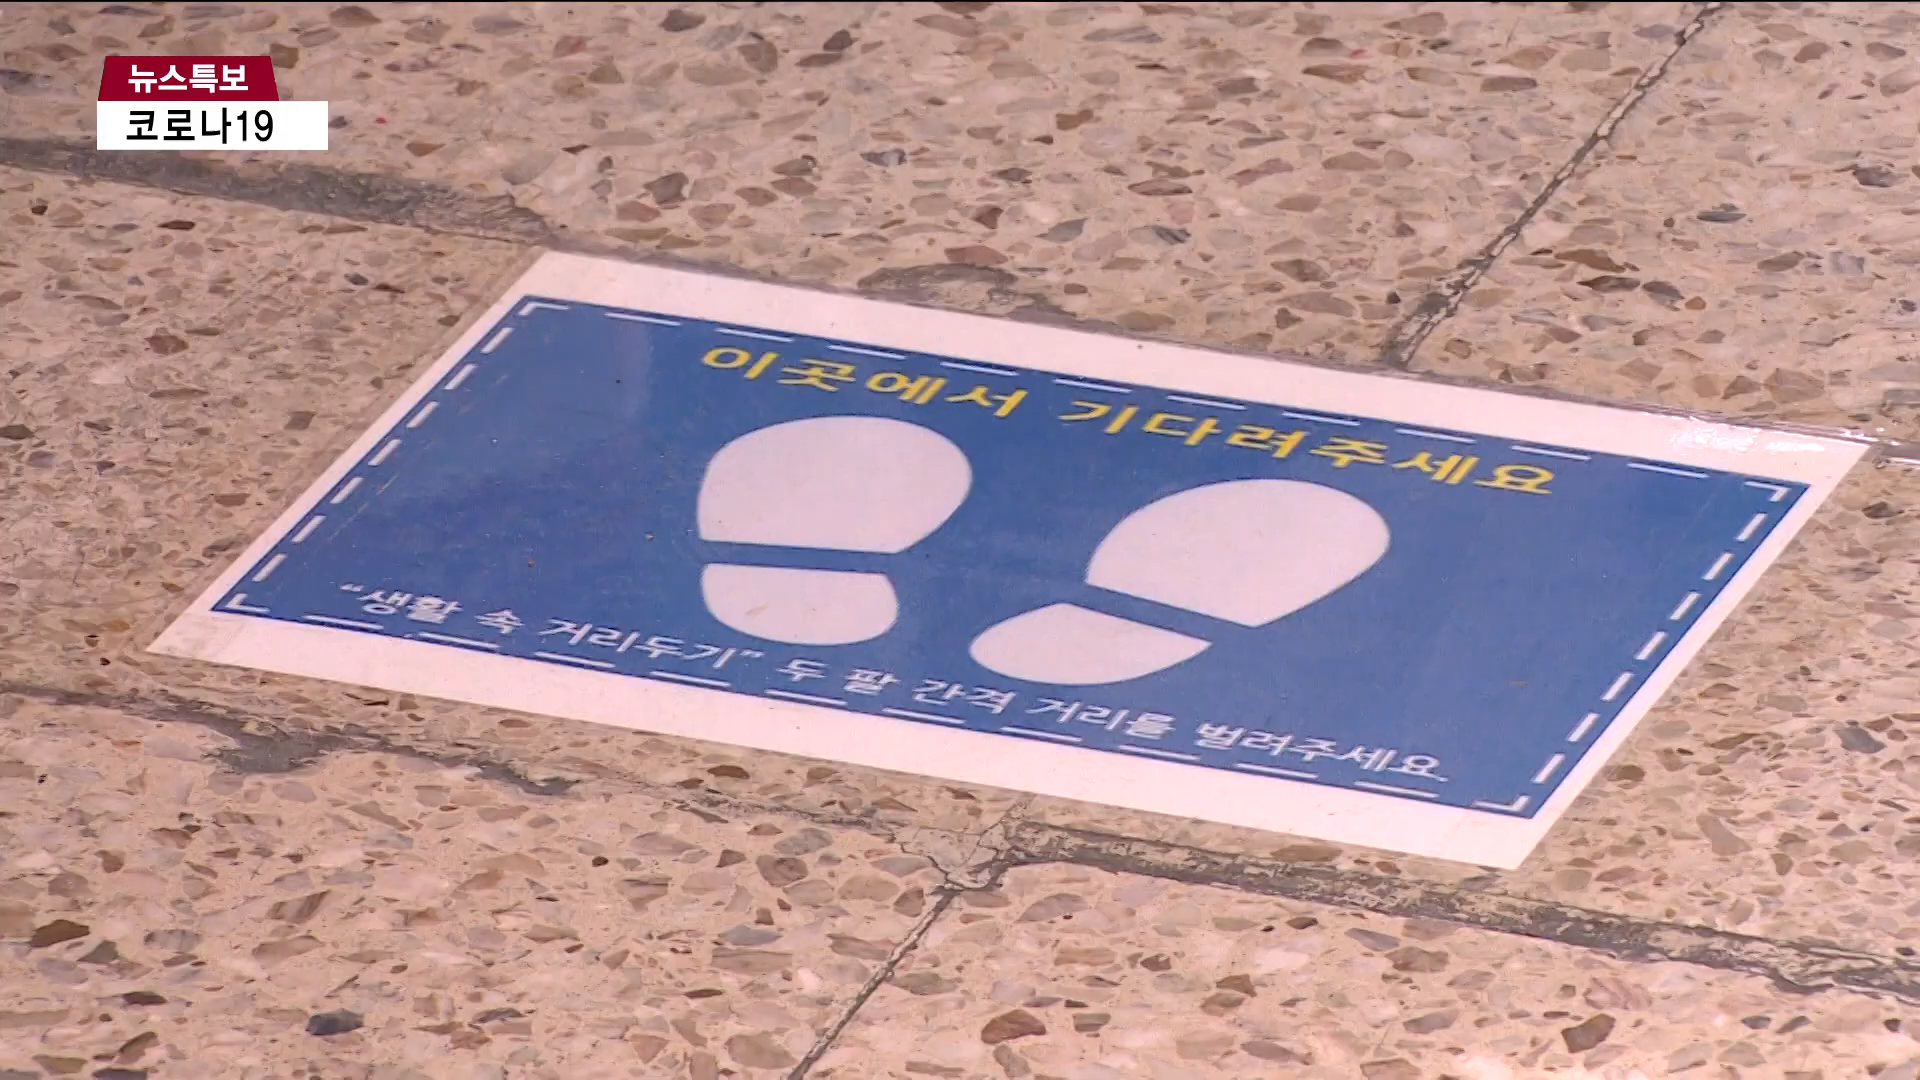 뉴스특보
코로나19
이곳에서 기다려주세요
“생활 속 거리두기” 두 팔 간격 거리를 벌려주세요.